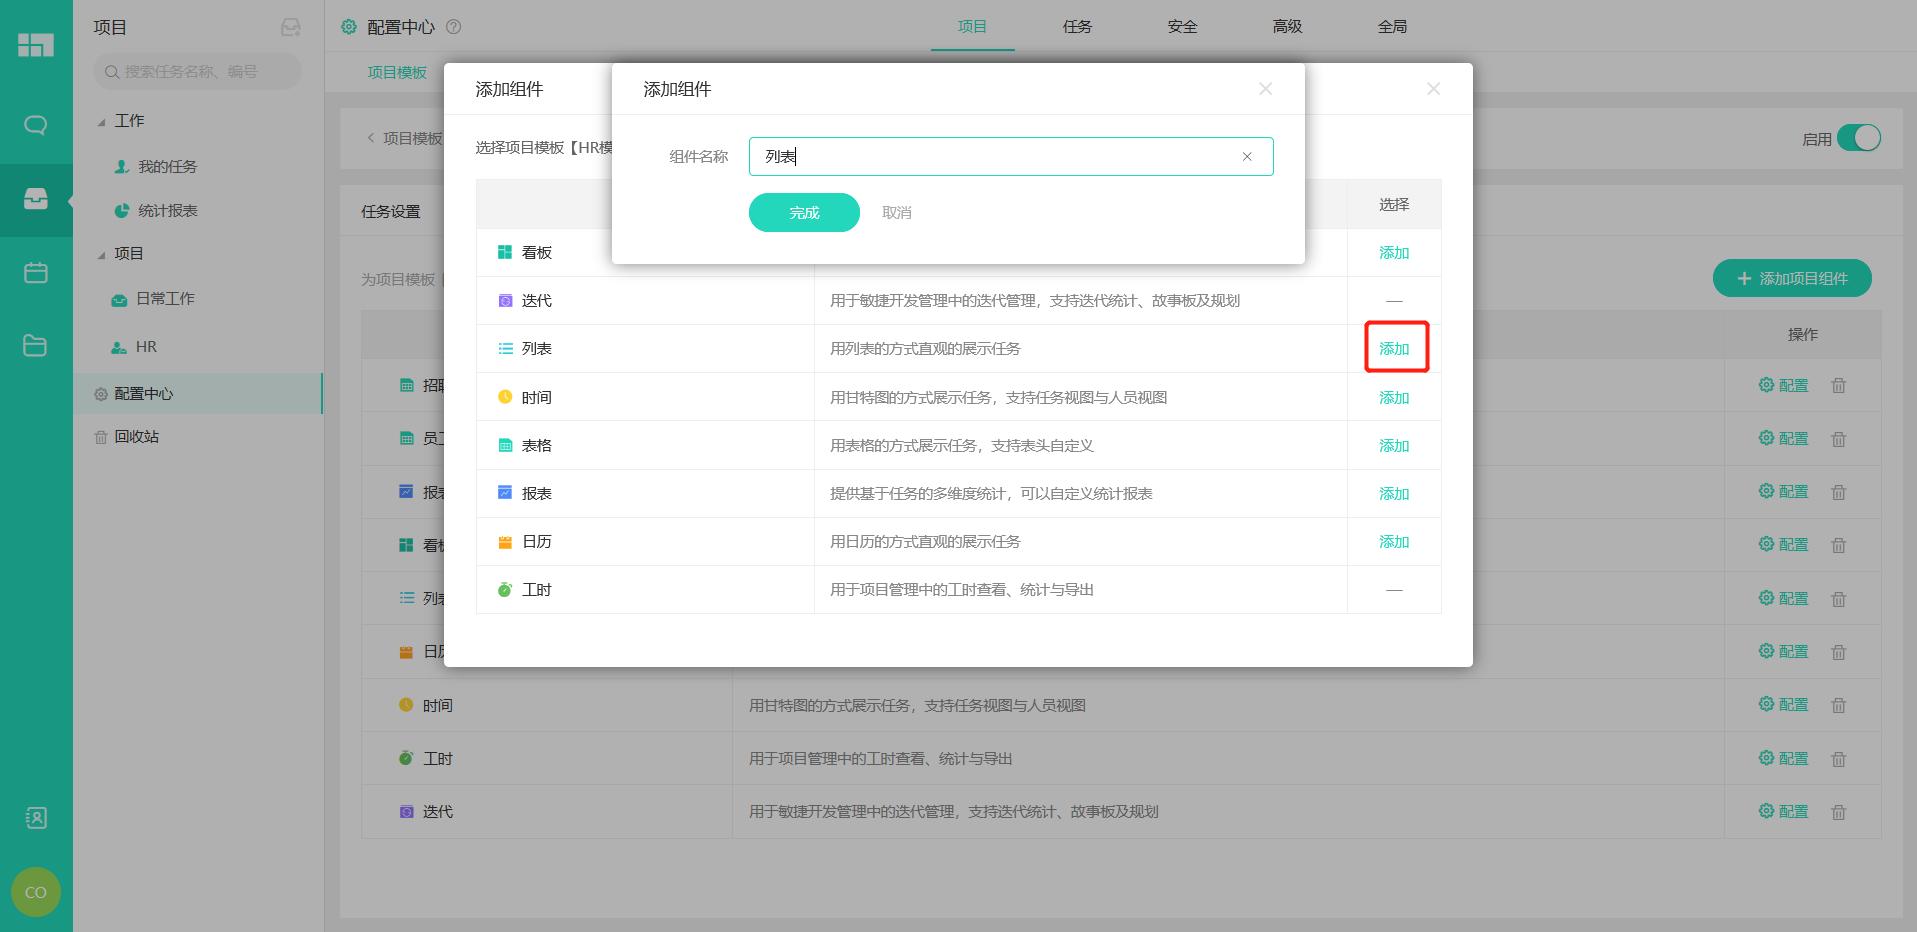 项目
搜索任务名称、编号
工作
我的任务
统计报表
项目
日常工作
HR
配置中心
回收站
CO
配置中心
项目
任务
安全
高级
全局
项目模板
项目模板
启用
任务设置
为项目模板
添加项目组件
操作
招聘
配置
员工
配置
报表
配置
看板
配置
列表
配置
日历
配置
时间
用甘特图的方式展示任务，支持任务视图与人员视图
配置
工时
用于项目管理中的工时查看、统计与导出
配置
迭代
用于敏捷开发管理中的迭代管理，支持迭代统计、故事板及规划
配置
添加组件
选择项目模板【HR模
选择
看板
添加
迭代
用于敏捷开发管理中的迭代管理，支持迭代统计、故事板及规划
—
列表
用列表的方式直观的展示任务
添加
时间
用甘特图的方式展示任务，支持任务视图与人员视图
添加
表格
用表格的方式展示任务，支持表头自定义
添加
报表
提供基于任务的多维度统计，可以自定义统计报表
添加
日历
用日历的方式直观的展示任务
添加
工时
用于项目管理中的工时查看、统计与导出
—
添加组件
组件名称
列表
完成
取消